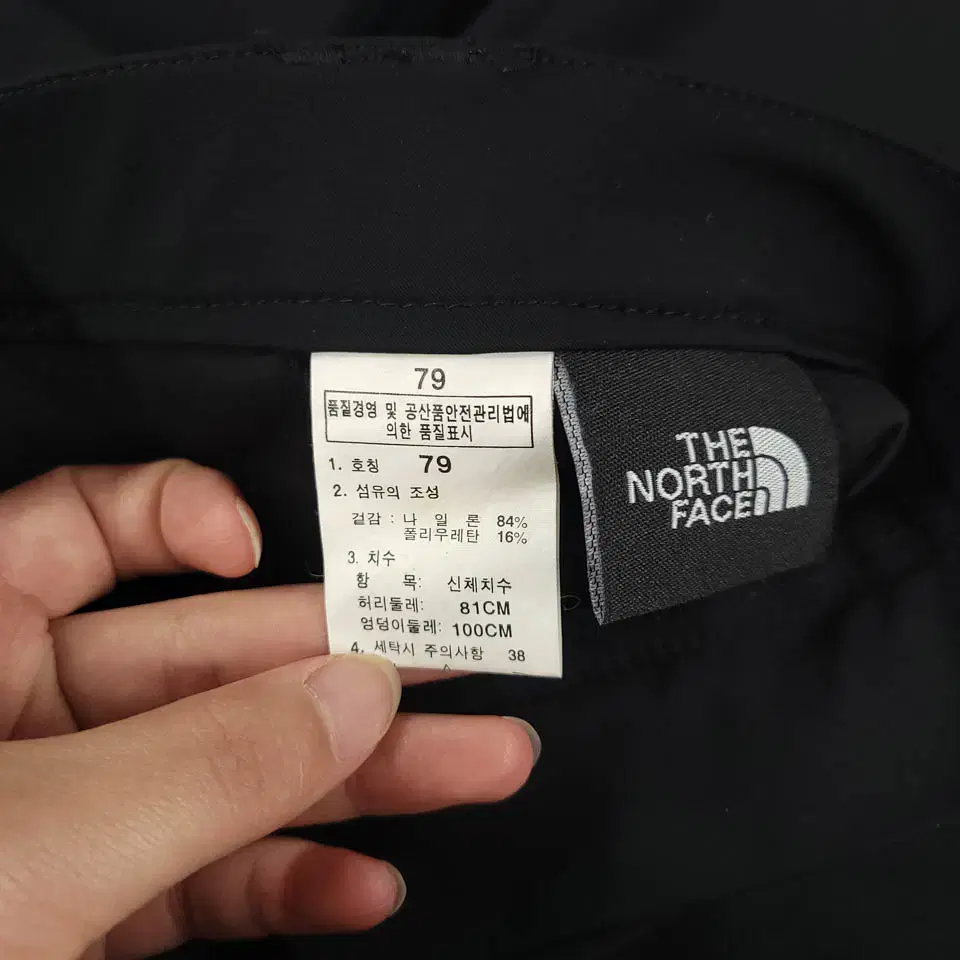 79
품질경영 및 공산품안전관리법에
의한 품질표시
1. 호칭 79
2. 섬유의 조성
겉감 : 나 일 론 84%
폴리우레탄 16%
3. 치수
항 목: 신체치수
허리둘레: 81CM
엉덩이둘레: 100CM
4. 세탁시 주의사항 38
THE
NORTH
FACE